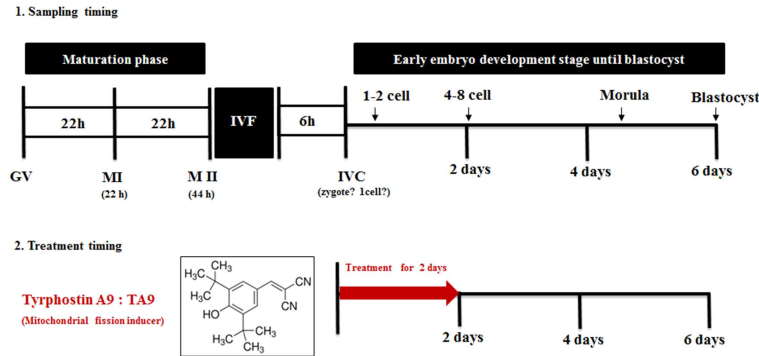 1. Sampling timing
Maturation phase
Early embryo development stage until blastocyst
1-2 cell
4-8 cell
Morula
Blastocyst
22h
22h
IVF
6h
GV
MI
(22 h)
M II
(44 h)
IVC
(zygote? 1cell?)
2 days
4 days
6 days
2. Treatment timing
Tyrphostin A9 : TA9
(Mitochondrial fission inducer)
CH3
H3C
CH3
CN
CN
HO
CH3
H3C
CH3
Treatment for 2 days
2 days
4 days
6 days